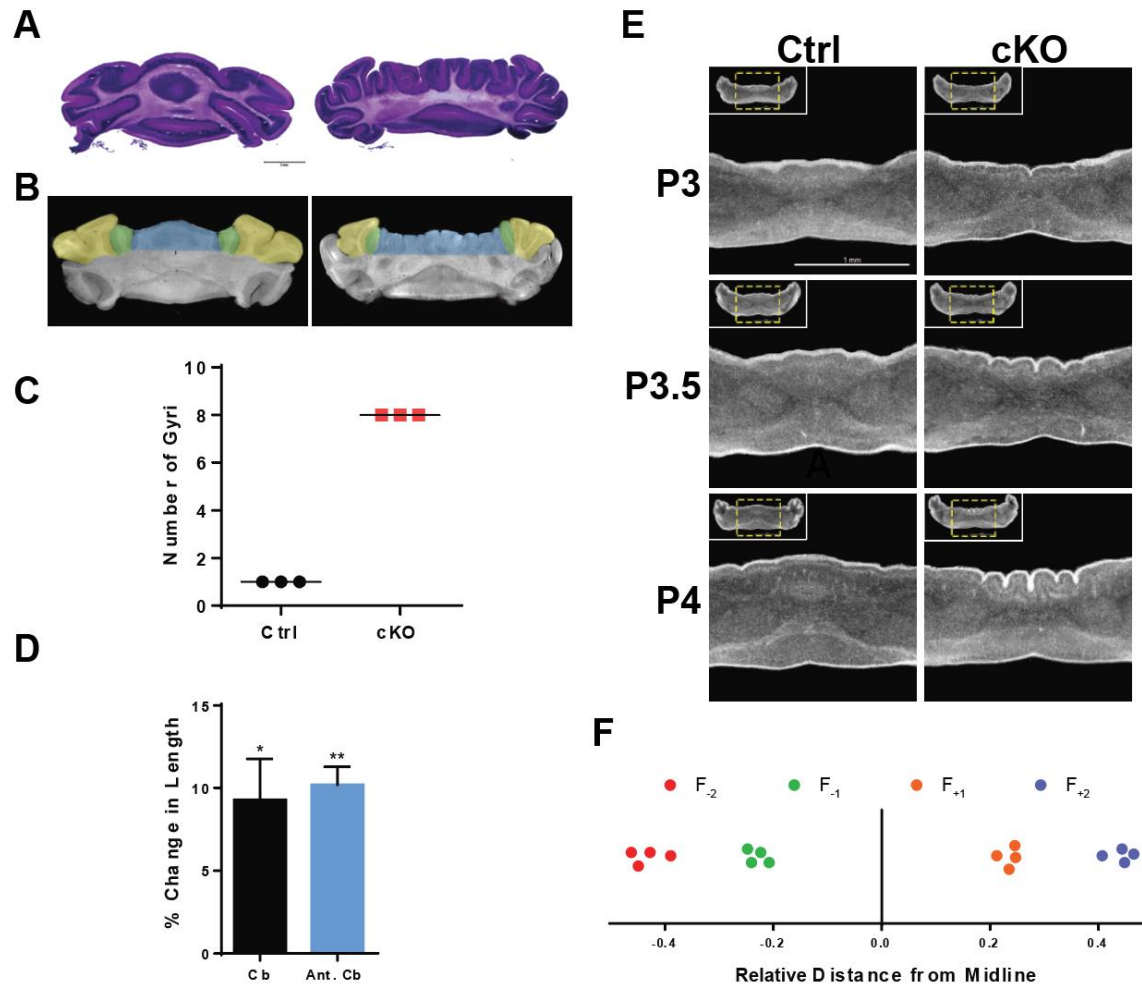 A
B
C
Number of Gyri
10
8
6
4
2
0
Ctrl
cKO
D
% Change in Length
15
10
5
0
*
**
Cb
Ant. Cb
E
Ctrl
cKO
P3
1 mm
P3.5
A
P4
F
F-2
F-1
F+1
F+2
-0.4
-0.2
0.0
0.2
0.4
Relative Distance from Midline